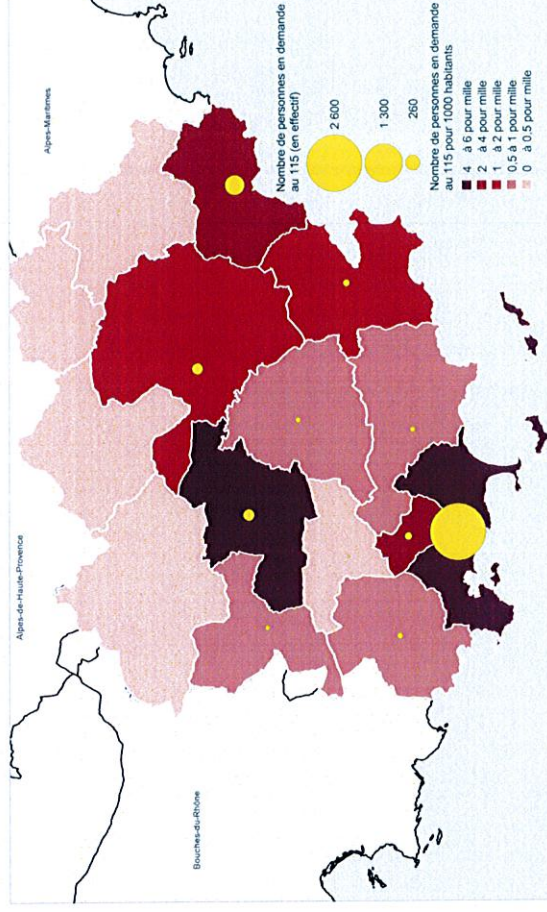 Alpes-de-Haute-Provence
Alpes-Maritimes
Bouches-du-Rhône
Nombre de personnes en demande
au 115 (en effectif)
2 600
1 300
260
Nombre de personnes en demande
au 115 pour 1000 habitants
4 à 6 pour mille
2 à 4 pour mille
1 à 2 pour mille
0.5 à 1 pour mille
0 à 0.5 pour mille